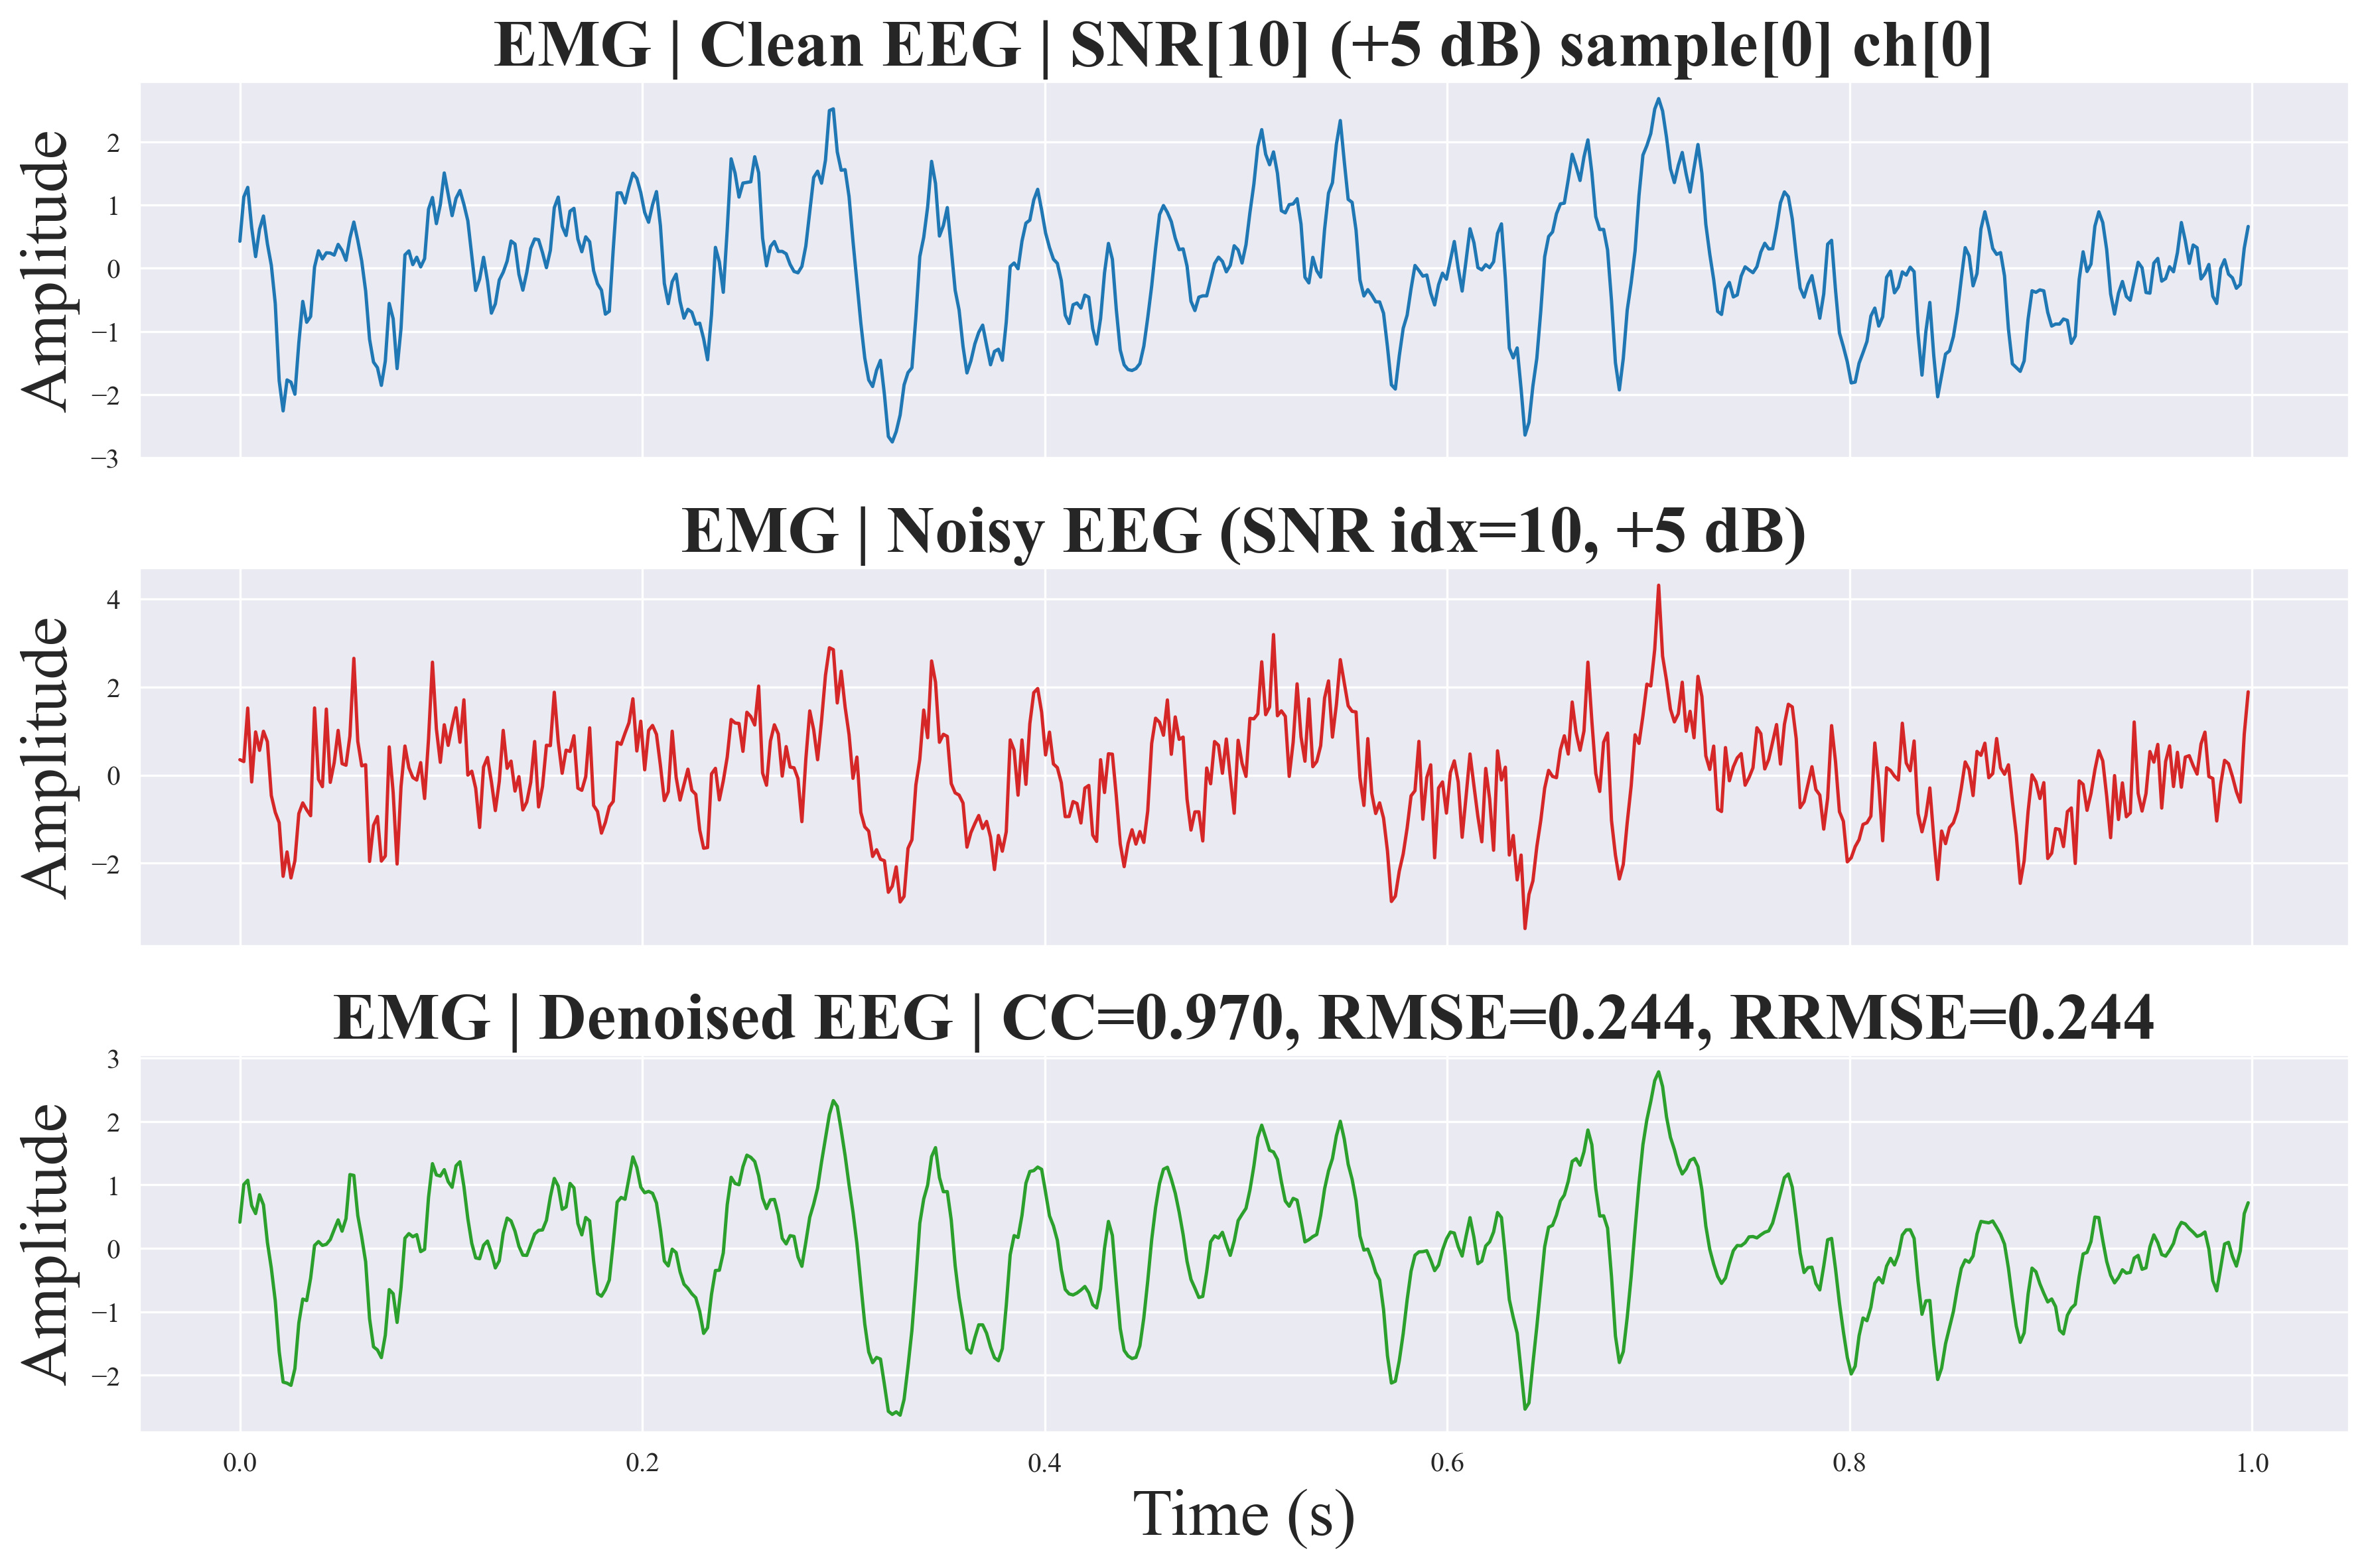 EMG | Clean EEG | SNR[10] (+5 dB) sample[0] ch[0]
Amplitude
2
1
0
−1
−2
−3
EMG | Noisy EEG (SNR idx=10, +5 dB)
Amplitude
4
2
0
−2
EMG | Denoised EEG | CC=0.970, RMSE=0.244, RRMSE=0.244
Amplitude
3
2
1
0
−1
−2
0.0 0.2 0.4 0.6 0.8 1.0
Time (s)